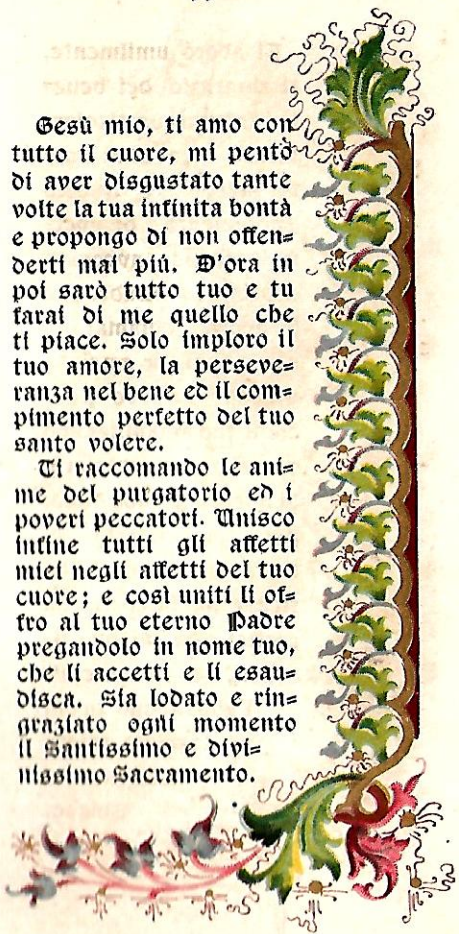 Gesù mio, ti amo con
tutto il cuore, mi pentò
di aver disgustato tante
volte la tua infinita bontà
e propongo di non offen=
derti mai più. D'ora in
poi sarò tutto tuo e tu
farai di me quello che
ti piace. Solo imploro il
tuo amore, la perseve=
ranza nel bene ed il com=
pimento perfetto del tuo
santo volere.
Ti raccomando le ani=
me del purgatorio ed i
poveri peccatori. Unisco
infine tutti gli affetti
miei negli affetti del tuo
cuore; e così uniti li of=
fro al tuo eterno Padre
pregandolo in nome tuo,
che li accetti e li esau=
disca. Sia lodato e rin=
graziato ogni momento
il Santissimo e divi=
nissimo Sacramento.